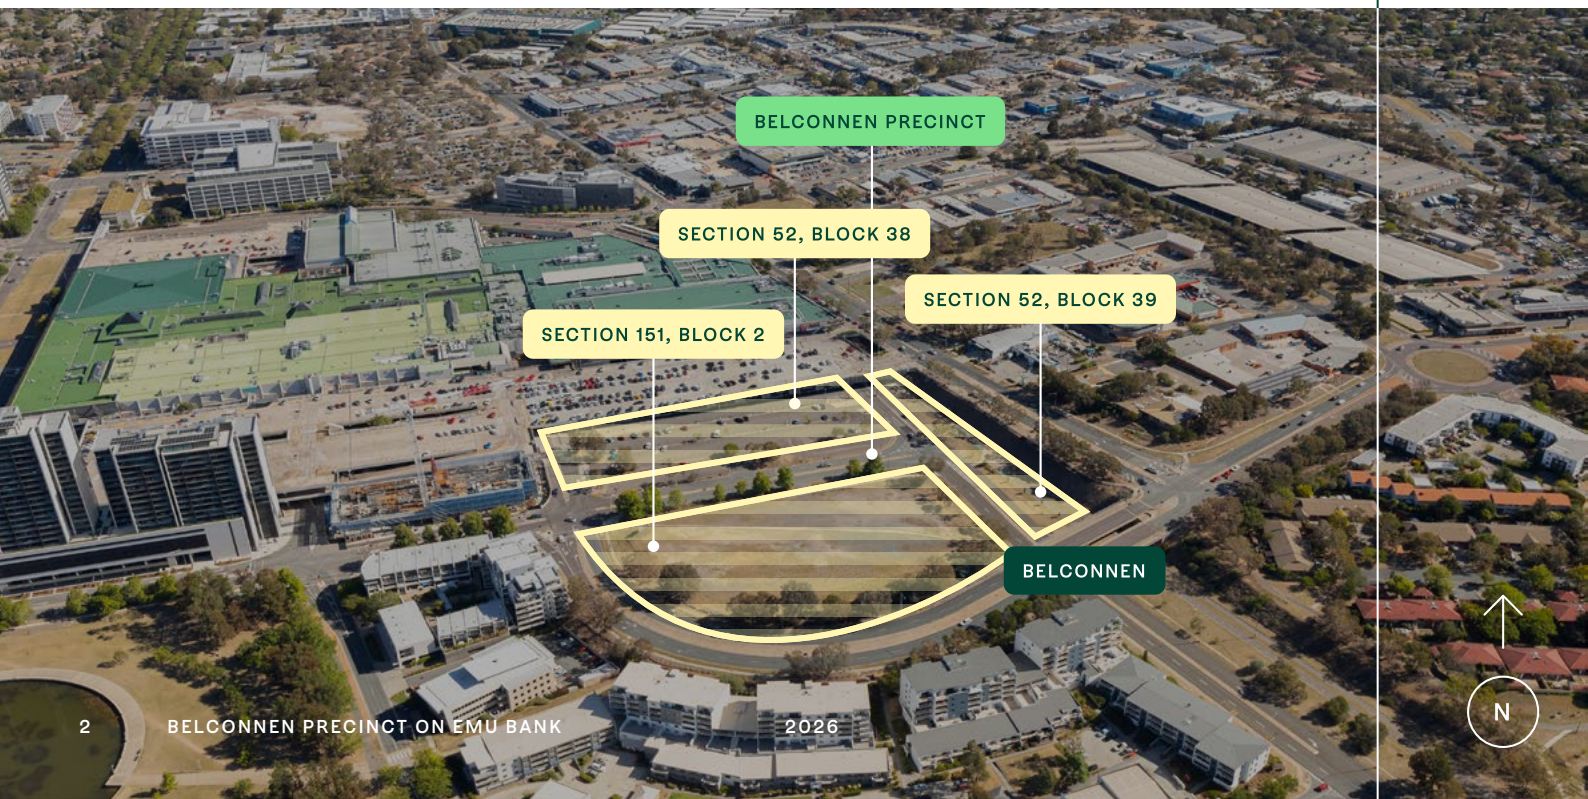 BELCONNEN PRECINCT
SECTION 52, BLOCK 38
SECTION 52, BLOCK 39
SECTION 151, BLOCK 2
BELCONNEN
N
2
BELCONNEN PRECINCT ON EMU BANK
2026